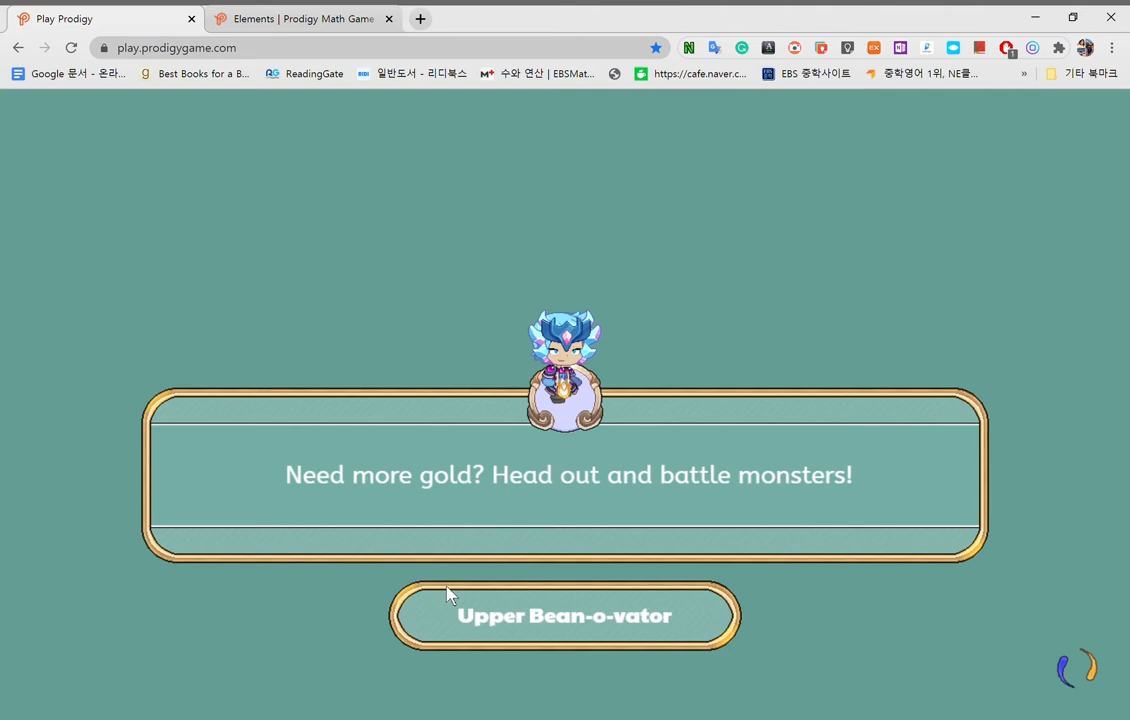 Play Prodigy
Elements | Prodigy Math Game
play.prodigygame.com
Google 문서 - 온라...
Best Books for a B...
RG ReadingGate
RIDI 일반도서 - 리디북스
M+ 수와 연산 | EBSMat...
https://cafe.naver.c...
EBS 중학사이트
중학영어 1위, NE클...
»
기타 북마크
Need more gold? Head out and battle monsters!
Upper Bean-o-vator